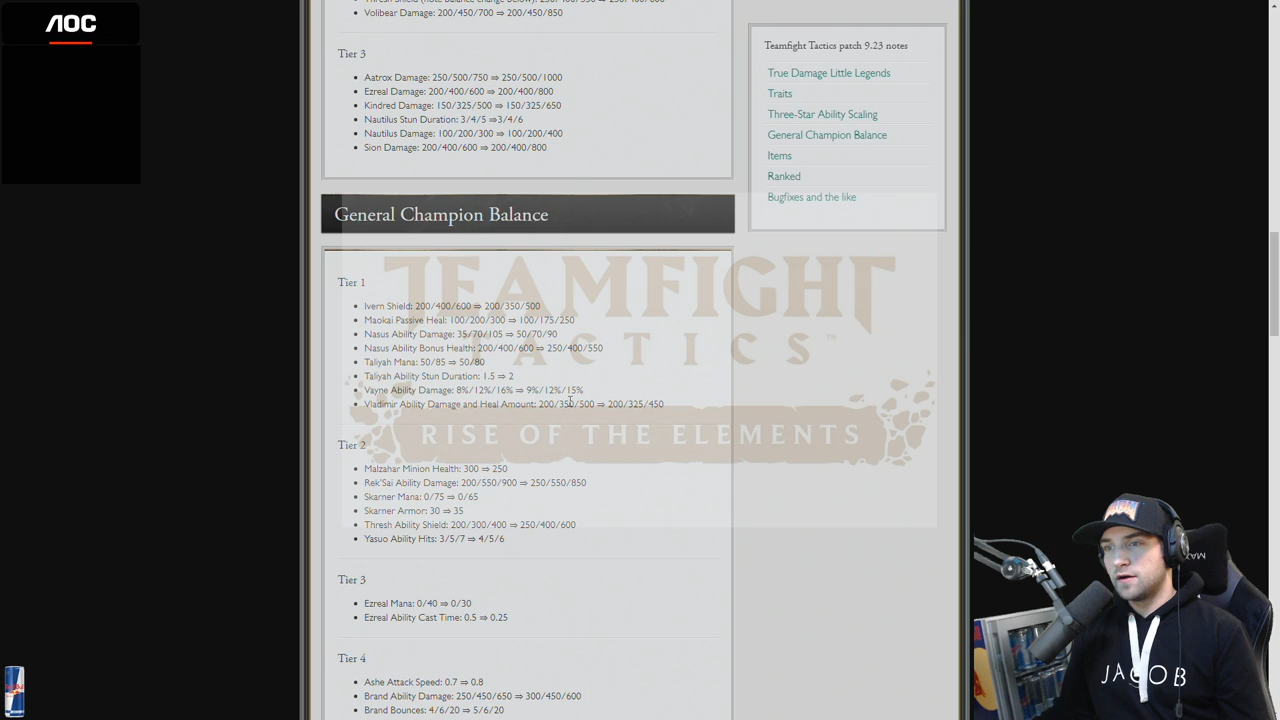 AOC
Volibear Damage: 200/450/700 ⇒ 200/450/850
Tier 3
Aatrox Damage: 250/500/750 ⇒ 250/500/1000
Ezreal Damage: 200/400/600 ⇒ 200/400/800
Kindred Damage: 150/325/500 ⇒ 150/325/650
Nautilus Stun Duration: 3/4/5 ⇒3/4/6
Nautilus Damage: 100/200/300 ⇒ 100/200/400
Sion Damage: 200/400/600 ⇒ 200/400/800
Teamfight Tactics patch 9.23 notes
True Damage Little Legends
Traits
Three-Star Ability Scaling
General Champion Balance
Items
Ranked
Bugfixes and the like
General Champion Balance
Tier 1
Ivern Shield: 200/400/600 ⇒ 200/350/500
Maokai Passive Heal: 100/200/300 ⇒ 100/175/250
Nasus Ability Damage: 35/70/105 ⇒ 50/70/90
Nasus Ability Bonus Health: 200/400/600 ⇒ 250/400/550
Taliyah Mana: 50/85 ⇒ 50/80
Taliyah Ability Stun Duration: 1.5 ⇒ 2
Vayne Ability Damage: 8%/12%/16% ⇒ 9%/12%/15%
Vladimir Ability Damage and Heal Amount: 200/350/500 ⇒ 200/325/450
Tier 2
Malzahar Minion Health: 300 ⇒ 250
Rek'Sai Ability Damage: 200/550/900 ⇒ 250/550/850
Skarner Mana: 0/75 ⇒ 0/65
Skarner Armor: 30 ⇒ 35
Thresh Ability Shield: 200/300/400 ⇒ 250/400/600
Yasuo Ability Hits: 3/5/7 ⇒ 4/5/6
Tier 3
Ezreal Mana: 0/40 ⇒ 0/30
Ezreal Ability Cast Time: 0.5 ⇒ 0.25
Tier 4
Ashe Attack Speed: 0.7 ⇒ 0.8
Brand Ability Damage: 250/450/650 ⇒ 300/450/600
Brand Bounces: 4/6/20 ⇒ 5/6/20
TEAMFIGHT
TACTICS™
RISE OF THE ELEMENTS
JACOB